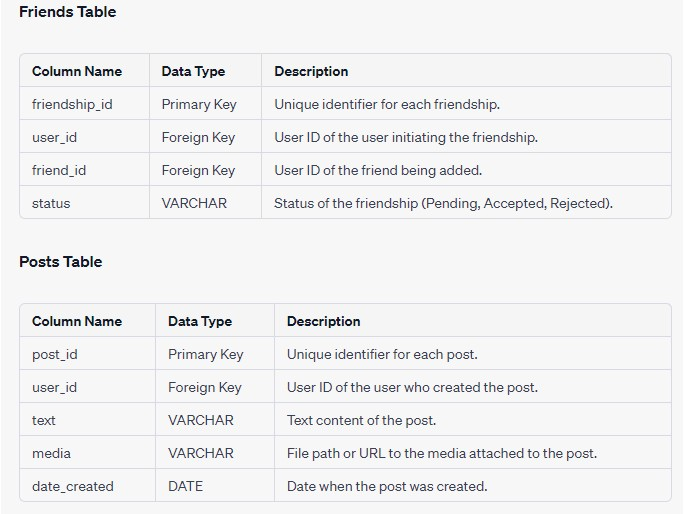 Friends Table
Column Name Data Type Description
friendship_id Primary Key Unique identifier for each friendship.
user_id Foreign Key User ID of the user initiating the friendship.
friend_id Foreign Key User ID of the friend being added.
status VARCHAR Status of the friendship (Pending, Accepted, Rejected).
Posts Table
Column Name Data Type Description
post_id Primary Key Unique identifier for each post.
user_id Foreign Key User ID of the user who created the post.
text VARCHAR Text content of the post.
media VARCHAR File path or URL to the media attached to the post.
date_created DATE Date when the post was created.